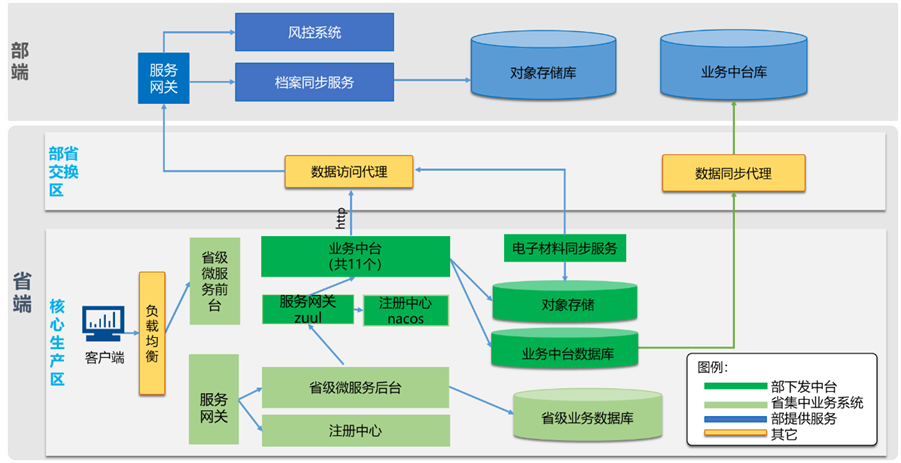 部
端
服务
网关
风控系统
档案同步服务
对象存储库
业务中台库
省
端
部省
交换
区
数据访问代理
数据同步代理
http
核
心
生
产
区
客户端
负
载
均
衡
省级
微服
务前
台
业务中台
(共11个)
服务网关
zuul
注册中心
nacos
电子材料同步服务
对象存储
业务中台数据库
服务
网关
省级微服务后台
注册中心
省级业务数据库
图例：
部下发中台
省集中业务系统
部提供服务
其它